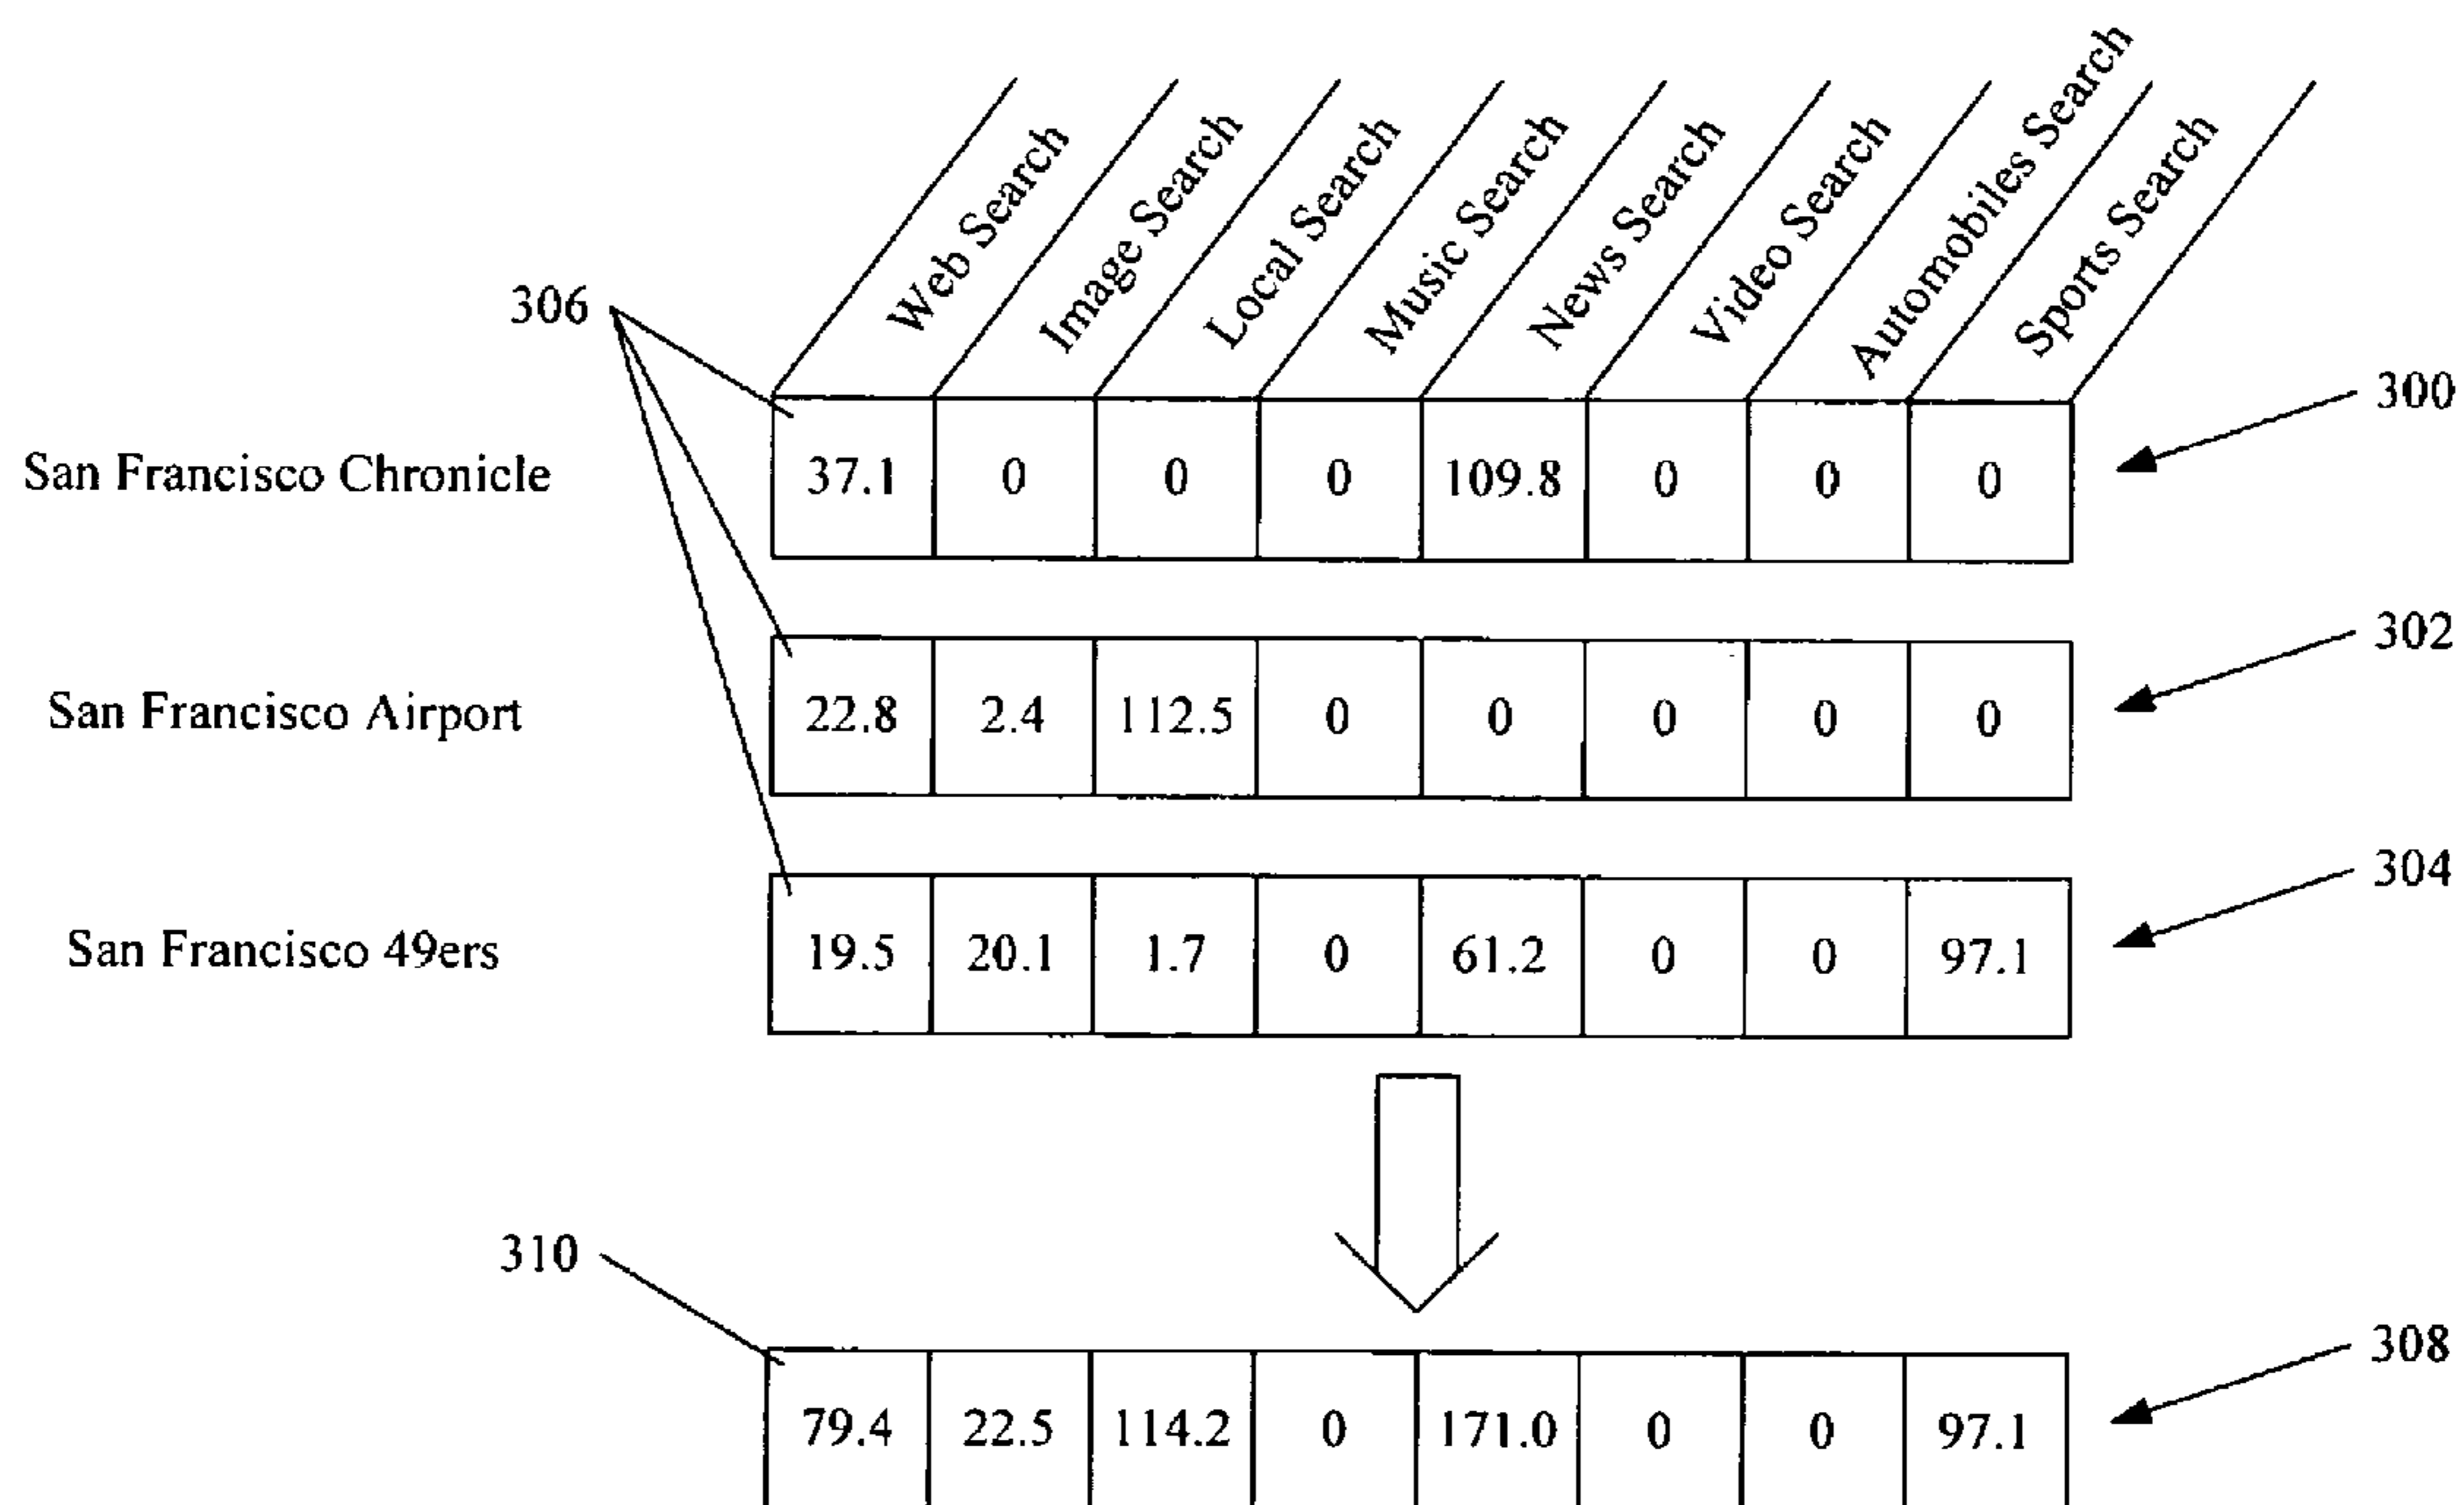 Web Search
Image Search
Local Search
Music Search
News Search
Video Search
Automobiles Search
Sports Search
306
300
San Francisco Chronicle 37.1 0 0 0 109.8 0 0 0
302
San Francisco Airport 22.8 2.4 112.5 0 0 0 0 0
304
San Francisco 49ers 19.5 20.1 1.7 0 61.2 0 0 97.1
310
308
79.4 22.5 114.2 0 171.0 0 0 97.1